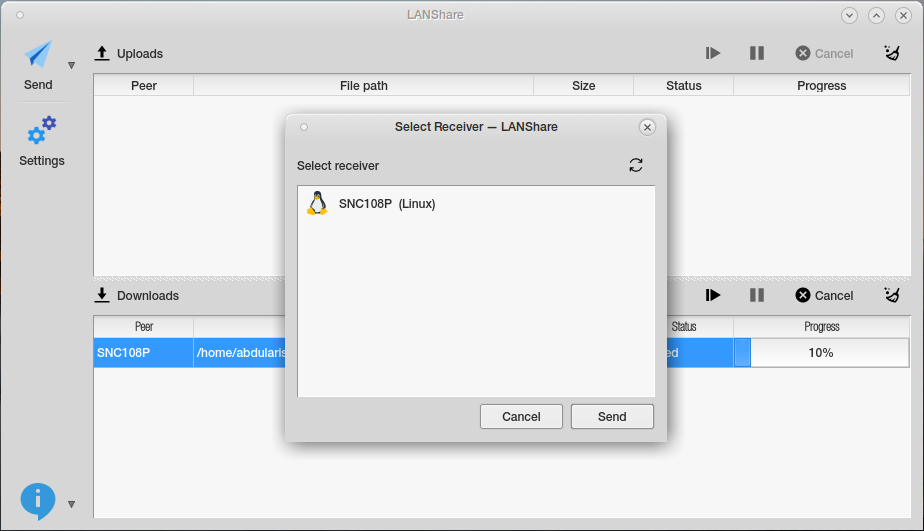 LANShare
Send
Settings
Uploads
Cancel
Peer File path Size Status Progress
Select Receiver — LANShare
Select receiver
SNC108P (Linux)
Cancel Send
Downloads
Cancel
Peer Status Progress
SNC108P /home/abdularis ed 10%